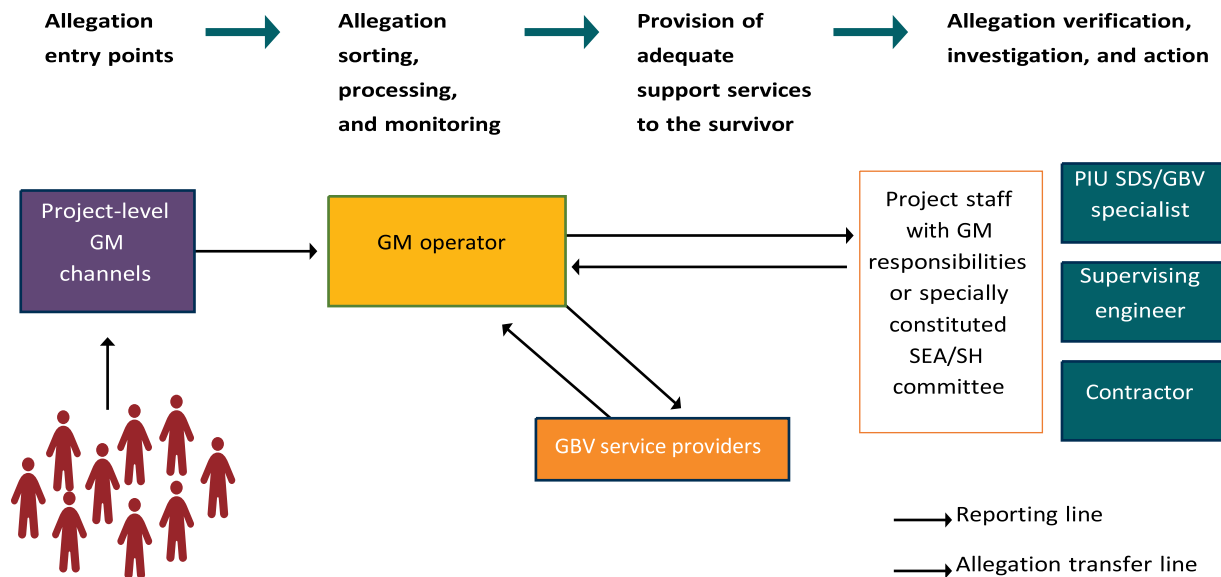 Allegation
entry points
Allegation
sorting,
processing,
and monitoring
Provision of
adequate
support services
to the survivor
Allegation verification,
investigation, and action
Project-level
GM
channels
GM operator
GBV service providers
Project staff
with GM
responsibilities
or specially
constituted
SEA/SH
committee
PIU SDS/GBV
specialist
Supervising
engineer
Contractor
Reporting line
Allegation transfer line